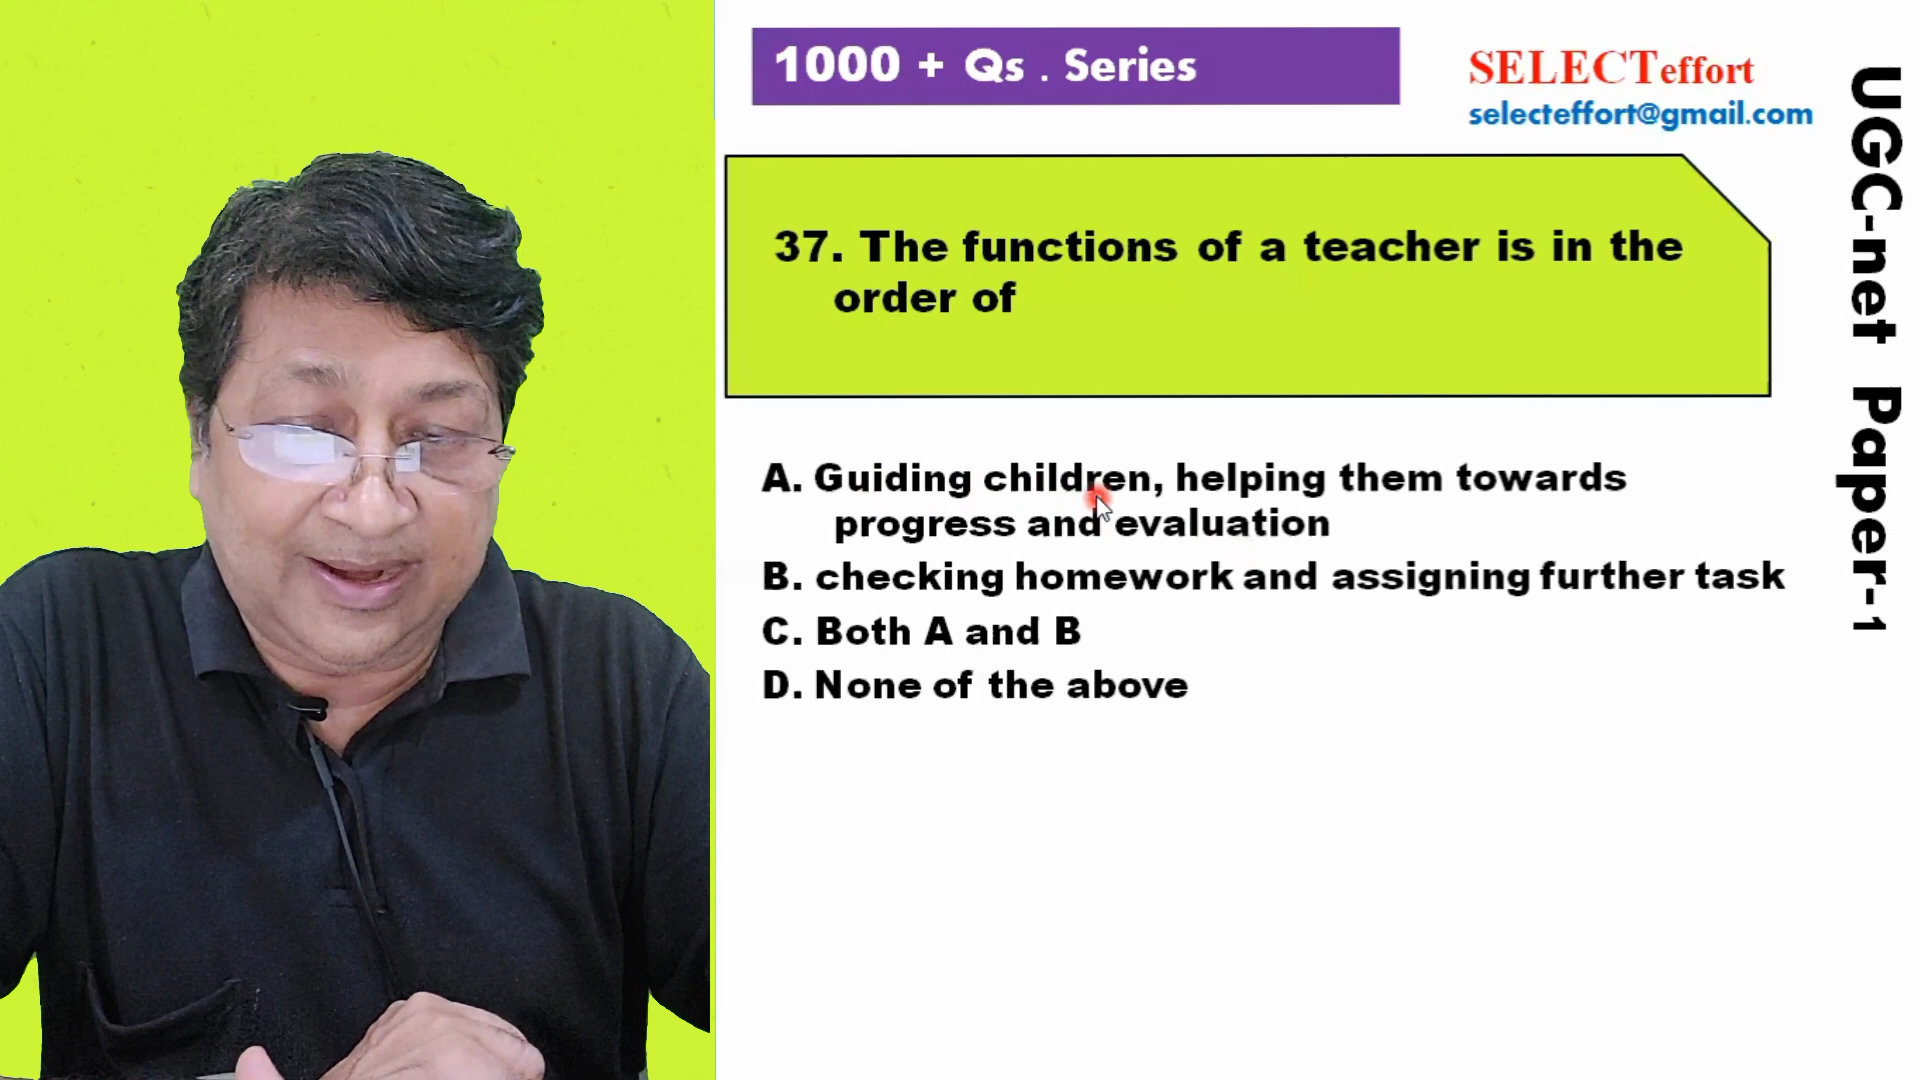 1000 + Qs . Series
SELECTeffort
selecteffort@gmail.com
37. The functions of a teacher is in the
order of
A. Guiding children, helping them towards
progress and evaluation
B. checking homework and assigning further task
C. Both A and B
D. None of the above
UGC-net Paper-1